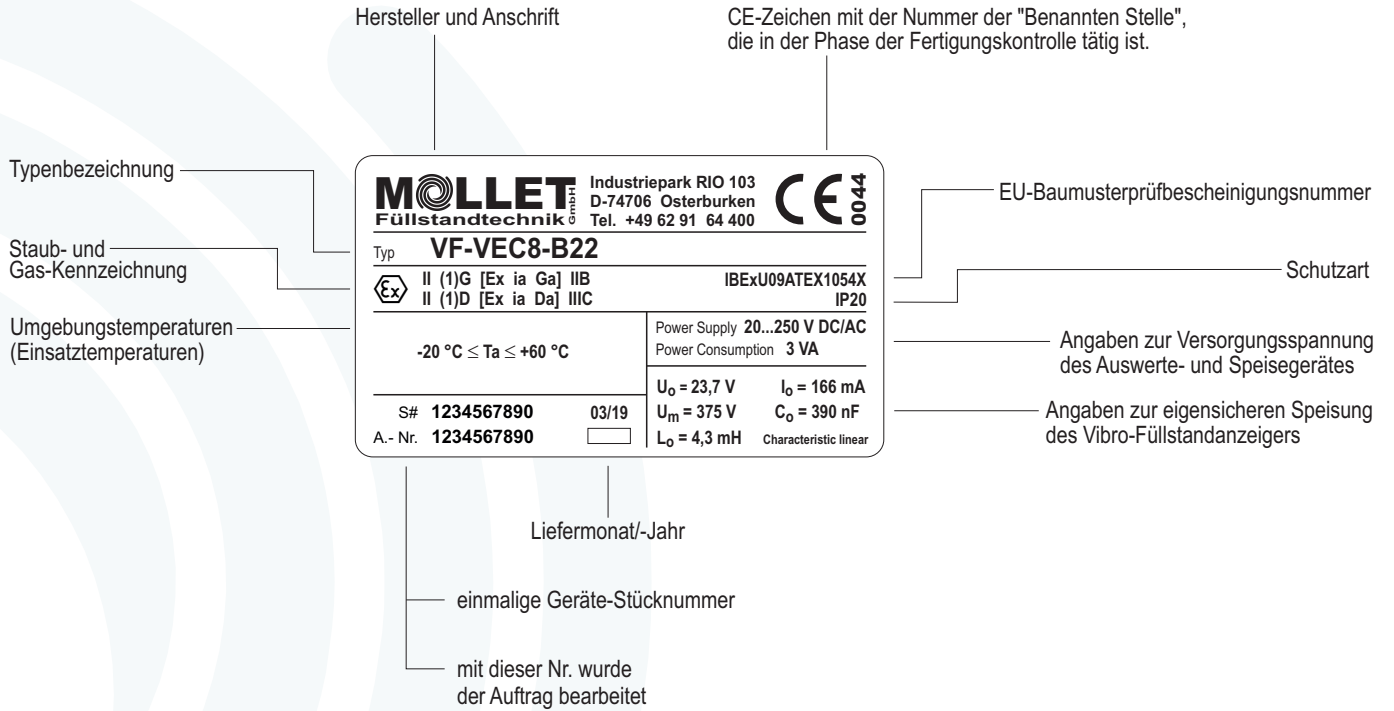 Hersteller und Anschrift
CE-Zeichen mit der Nummer der "Benannten Stelle",
die in der Phase der Fertigungskontrolle tätig ist.
Typenbezeichnung
Staub- und
Gas-Kennzeichnung
Umgebungstemperaturen
(Einsatztemperaturen)
MOLLET
Füllstandtechnik GmbH
Industriepark RIO 103
D-74706 Osterburken
Tel. +49 62 91 64 400
CE 0044
Typ VF-VEC8-B22
Ex II (1)G [Ex ia Ga] IIB
II (1)D [Ex ia Da] IIIC
IBExU09ATEX1054X
IP20
-20 °C ≤ Ta ≤ +60 °C
Power Supply 20...250 V DC/AC
Power Consumption 3 VA
Uo = 23,7 V Io = 166 mA
Um = 375 V Co = 390 nF
Lo = 4,3 mH Characteristic linear
S# 1234567890 03/19
A.- Nr. 1234567890
EU-Baumusterprüfbescheinigungsnummer
Schutzart
Angaben zur Versorgungsspannung
des Auswerte- und Speisegerätes
Angaben zur eigensicheren Speisung
des Vibro-Füllstandanzeigers
Liefermonat/-Jahr
einmalige Geräte-Stücknummer
mit dieser Nr. wurde
der Auftrag bearbeitet